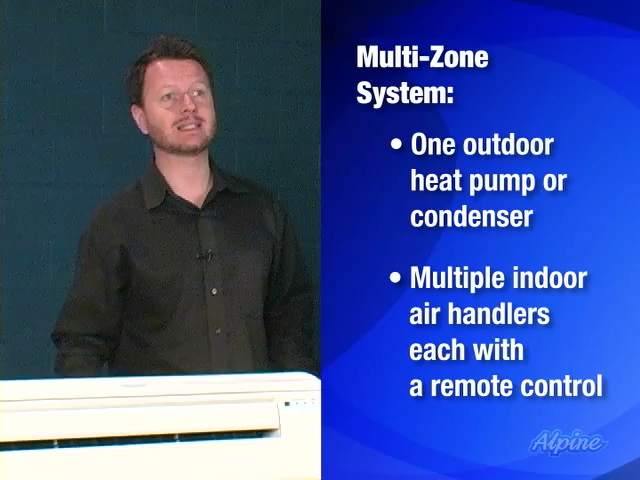 Multi-Zone
System:
• One outdoor
heat pump or
condenser
• Multiple indoor
air handlers
each with
a remote control
Alpine